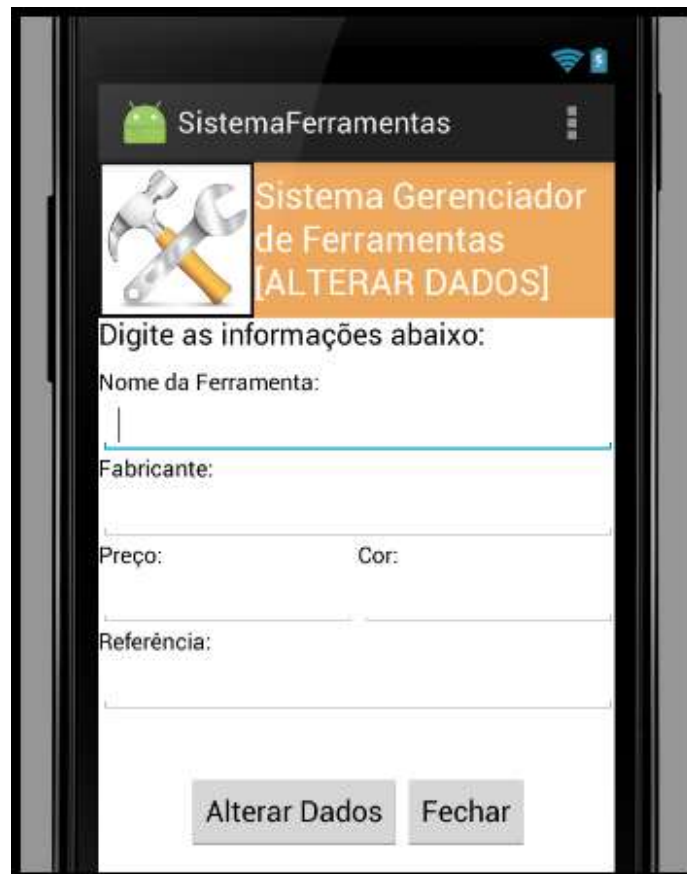 SistemaFerramentas
Sistema Gerenciador
de Ferramentas
[ALTERAR DADOS]
Digite as informações abaixo:
Nome da Ferramenta:
Fabricante:
Preço: Cor:
Referência:
Alterar Dados Fechar